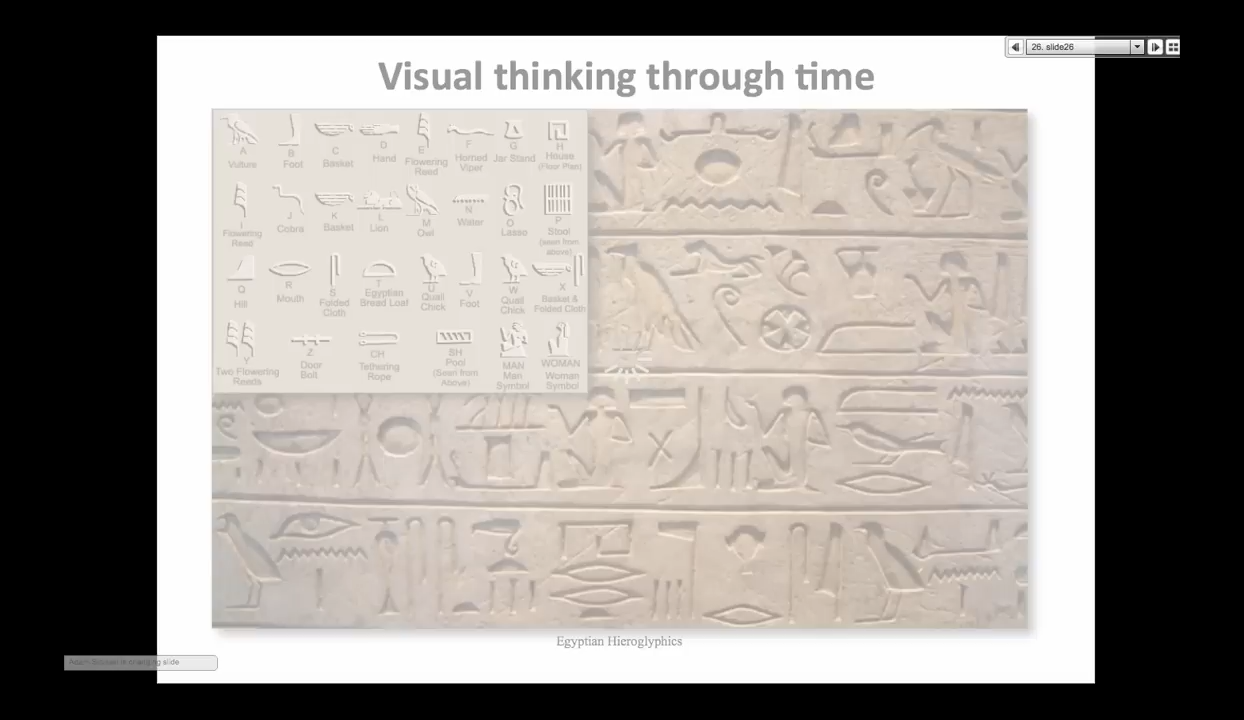 26. slide26
Visual thinking through time
A
Vulture
B
Foot
C
Basket
D
Hand
E
Flowering
Reed
F
Horned
Viper
G
Jar Stand
H
House
(Floor Plan)
I
Flowering
Reed
J
Cobra
K
Basket
L
Lion
M
Owl
N
Water
O
Lasso
P
Stool
(seen from
above)
Q
Hill
R
Mouth
S
Folded
Cloth
T
Egyptian
Bread Loaf
U
Quail
Chick
V
Foot
W
Quail
Chick
X
Basket &
Folded Cloth
Y
Two Flowering
Reeds
Z
Door
Bolt
CH
Tethering
Rope
SH
Pool
(Seen from
Above)
MAN
Man
Symbol
WOMAN
Woman
Symbol
Egyptian Hieroglyphics
slide